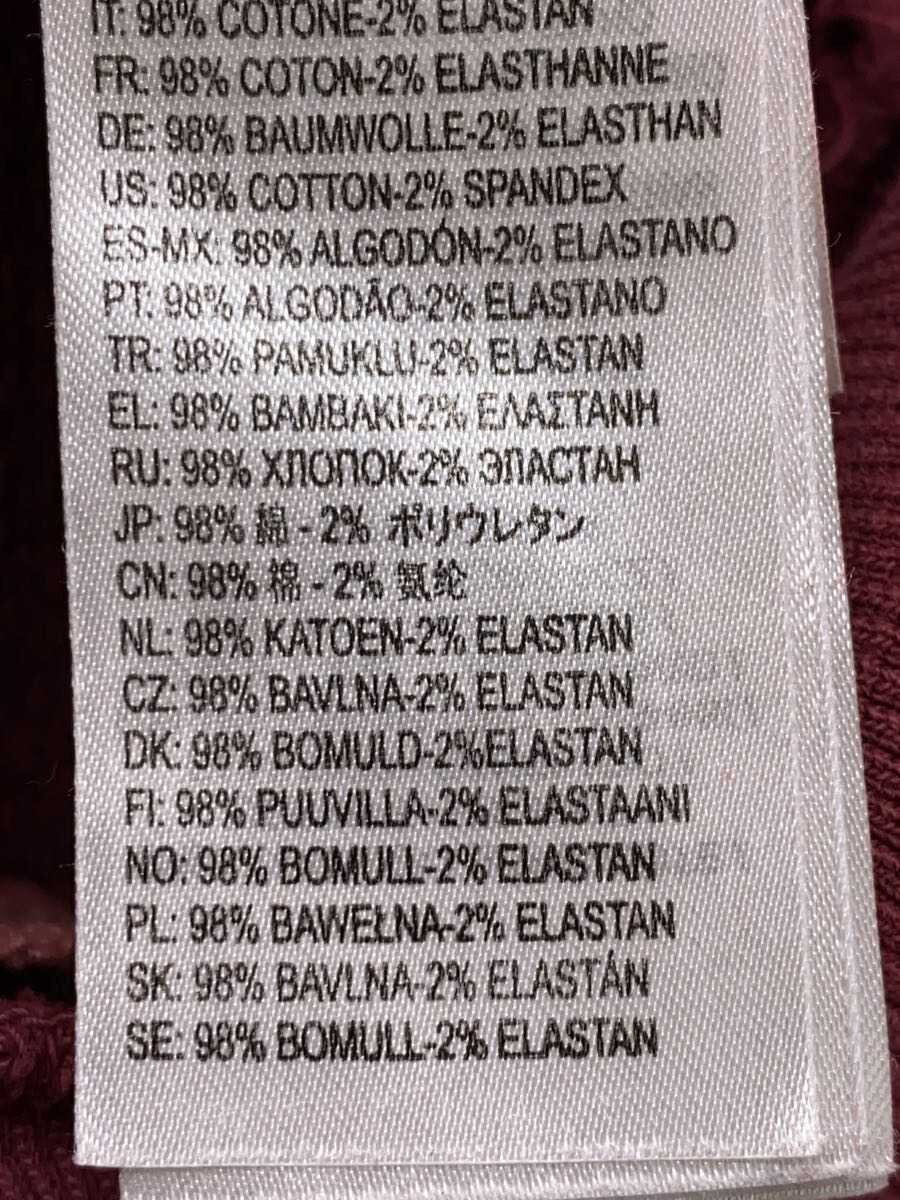 IT: 98% COTONE-2% ELASTAN
FR: 98% COTON-2% ELASTHANNE
DE: 98% BAUMWOLLE-2% ELASTHAN
US: 98% COTTON-2% SPANDEX
ES-MX: 98% ALGODÓN-2% ELASTANO
PT: 98% ALGODÃO-2% ELASTANO
TR: 98% PAMUKLU-2% ELASTAN
EL: 98% ΒΑΜΒΑΚΙ-2% ΕΛΑΣΤΑΝΗ
RU: 98% ХЛОПОК-2% ЭЛАСТАН
JP: 98% 綿 - 2% ポリウレタン
CN: 98% 棉 - 2% 氨纶
NL: 98% KATOEN-2% ELASTAN
CZ: 98% BAVLNA-2% ELASTAN
DK: 98% BOMULD-2%ELASTAN
FI: 98% PUUVILLA-2% ELASTAANI
NO: 98% BOMULL-2% ELASTAN
PL: 98% BAWEŁNA-2% ELASTAN
SK: 98% BAVLNA-2% ELASTÁN
SE: 98% BOMULL-2% ELASTAN